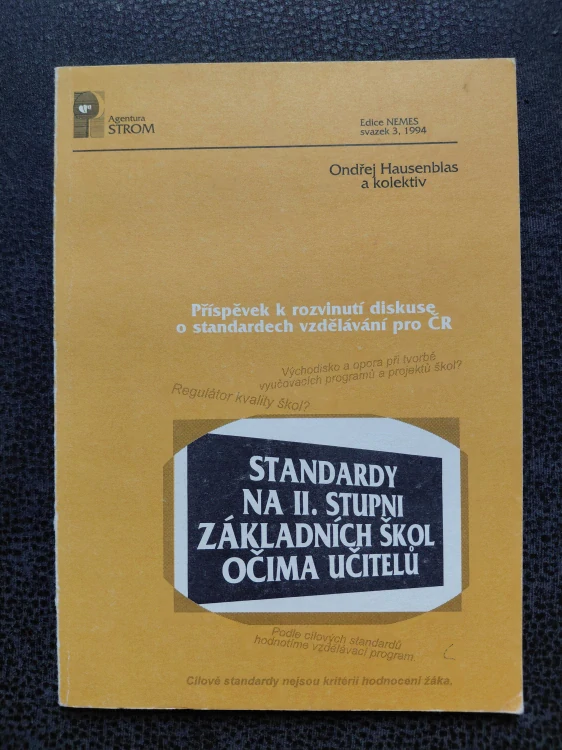 Agentura
STROM
Edice NEMES
svazek 3, 1994
Ondřej Hausenblas
a kolektiv
Příspěvek k rozvinutí diskuse
o standardech vzdělávání pro ČR
Východisko a opora při tvorbě
vyučovacích programů a projektů škol?
Regulátor kvality škol?
STANDARDY
NA II. STUPNI
ZÁKLADNÍCH ŠKOL
OČIMA UČITELŮ
Podle cílových standardů
hodnotíme vzdělávací program.
Cílové standardy nejsou kritérii hodnocení žáka.